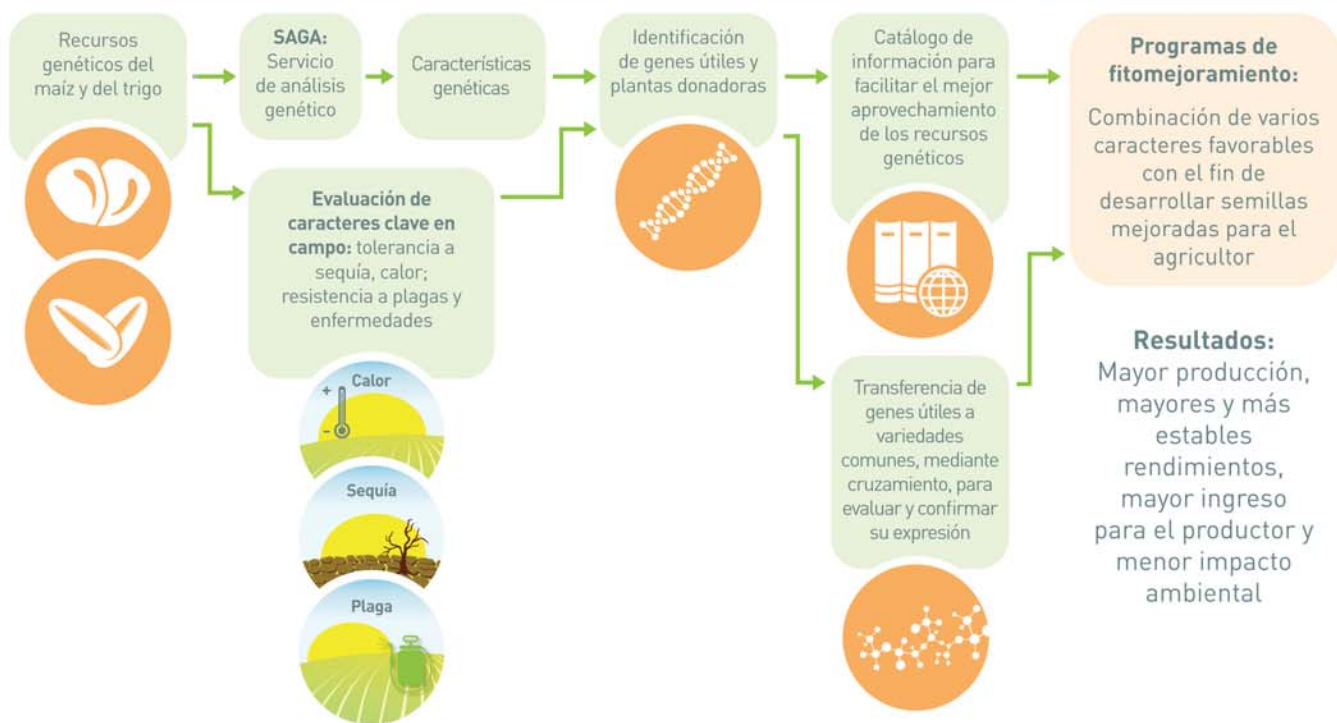 Recursos
genéticos del
maíz y del trigo
SAGA:
Servicio
de análisis
genético
Características
genéticas
Identificación
de genes útiles y
plantas donadoras
Catálogo de
información para
facilitar el mejor
aprovechamiento
de los recursos
genéticos
Programas de
fitomejoramiento:
Combinación de varios
caracteres favorables
con el fin de
desarrollar semillas
mejoradas para el
agricultor
Evaluación de
caracteres clave en
campo: tolerancia a
sequía, calor;
resistencia a plagas y
enfermedades
Calor
+
−
Sequía
Plaga
Transferencia de
genes útiles a
variedades
comunes, mediante
cruzamiento, para
evaluar y confirmar
su expresión
Resultados:
Mayor producción,
mayores y más
estables
rendimientos,
mayor ingreso
para el productor y
menor impacto
ambiental